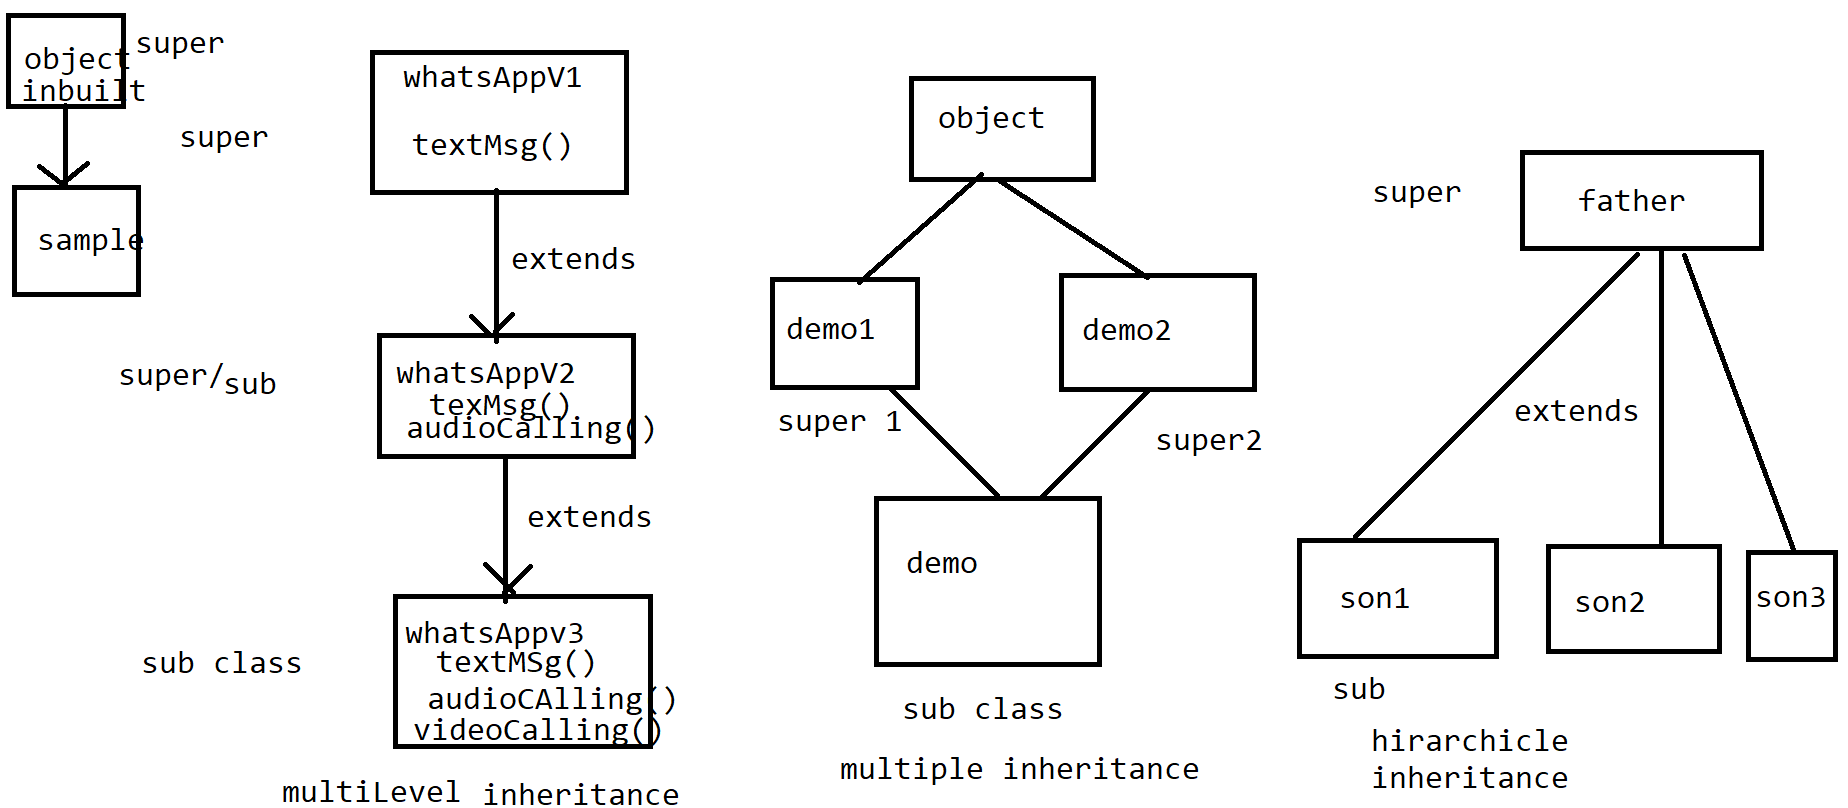 object
inbuilt
super
super
sample
whatsAppV1
textMsg()
extends
super/sub
whatsAppV2
texMsg()
audioCalling()
extends
sub class
whatsAppv3
textMSg()
audioCAlling()
videoCalling()
multiLevel inheritance
object
demo1
demo2
super 1
super2
demo
sub class
multiple inheritance
super
father
extends
son1
son2
son3
sub
hirarchicle
inheritance